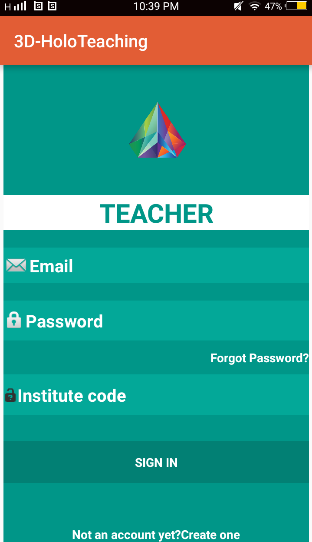 H 10:39 PM 47%
3D-HoloTeaching
TEACHER
Email
Password
Forgot Password?
Institute code
SIGN IN
Not an account yet?Create one